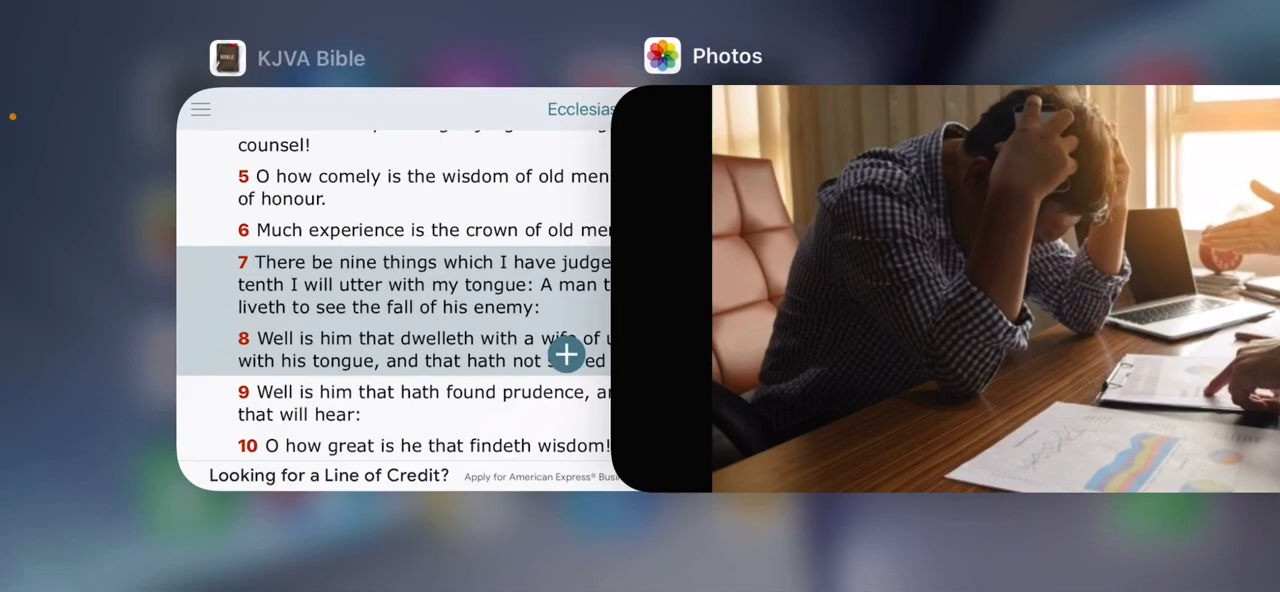 KJVA Bible
Photos
Ecclesias
counsel!
5 O how comely is the wisdom of old men
of honour.
6 Much experience is the crown of old me
7 There be nine things which I have judge
tenth I will utter with my tongue: A man t
liveth to see the fall of his enemy:
8 Well is him that dwelleth with a wife of u
with his tongue, and that hath not
9 Well is him that hath found prudence, a
that will hear:
10 O how great is he that findeth wisdom!
Looking for a Line of Credit? Apply for American Express® Busi